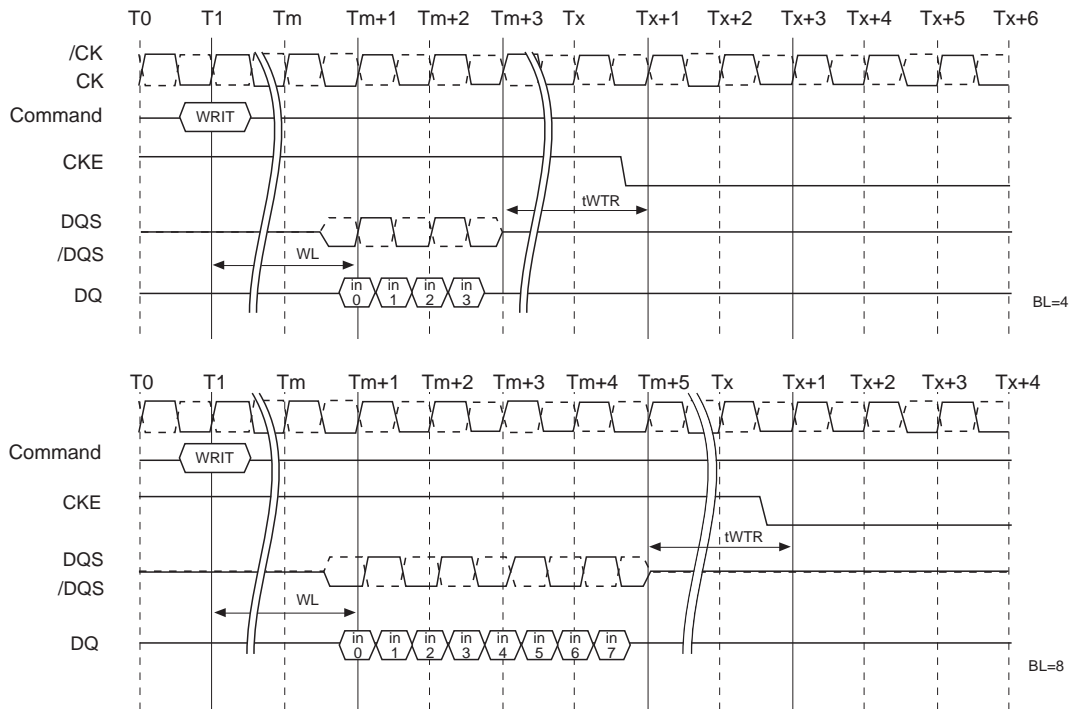 T0 T1 Tm Tm+1 Tm+2 Tm+3 Tx Tx+1 Tx+2 Tx+3 Tx+4 Tx+5 Tx+6
/CK
CK
Command WRIT
CKE
tWTR
DQS
/DQS
WL
DQ in 0 in 1 in 2 in 3
BL=4
T0 T1 Tm Tm+1 Tm+2 Tm+3 Tm+4 Tm+5 Tx Tx+1 Tx+2 Tx+3 Tx+4
Command WRIT
CKE
tWTR
DQS
/DQS
WL
DQ in 0 in 1 in 2 in 3 in 4 in 5 in 6 in 7
BL=8